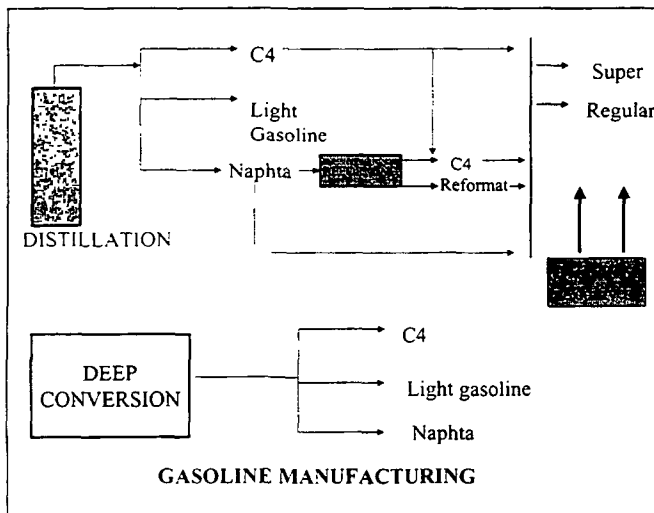 C4
Super
Light
Gasoline
Regular
Naphta
C4
Reformat
DISTILLATION
C4
DEEP
CONVERSION
Light gasoline
Naphta
GASOLINE MANUFACTURING